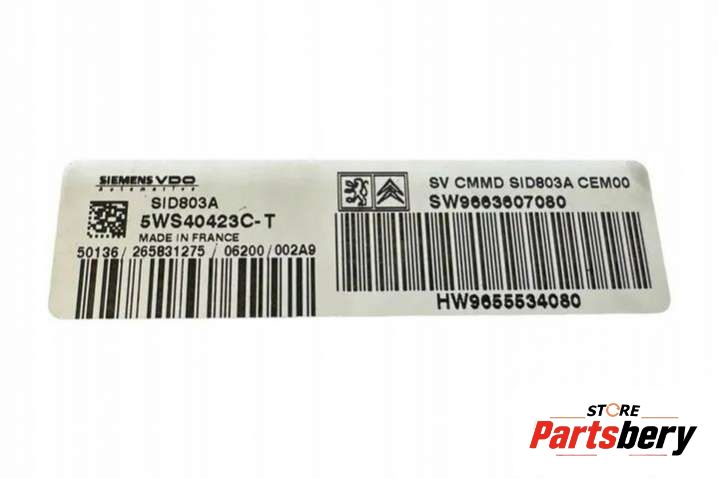 SIEMENS VDO
Automotive
SID803A
5WS40423C-T
MADE IN FRANCE
50136/265831275/06200/002A9
SV CMMD SID803A CEM00
SW9663607080
HW9655534080
STORE
Partsbery